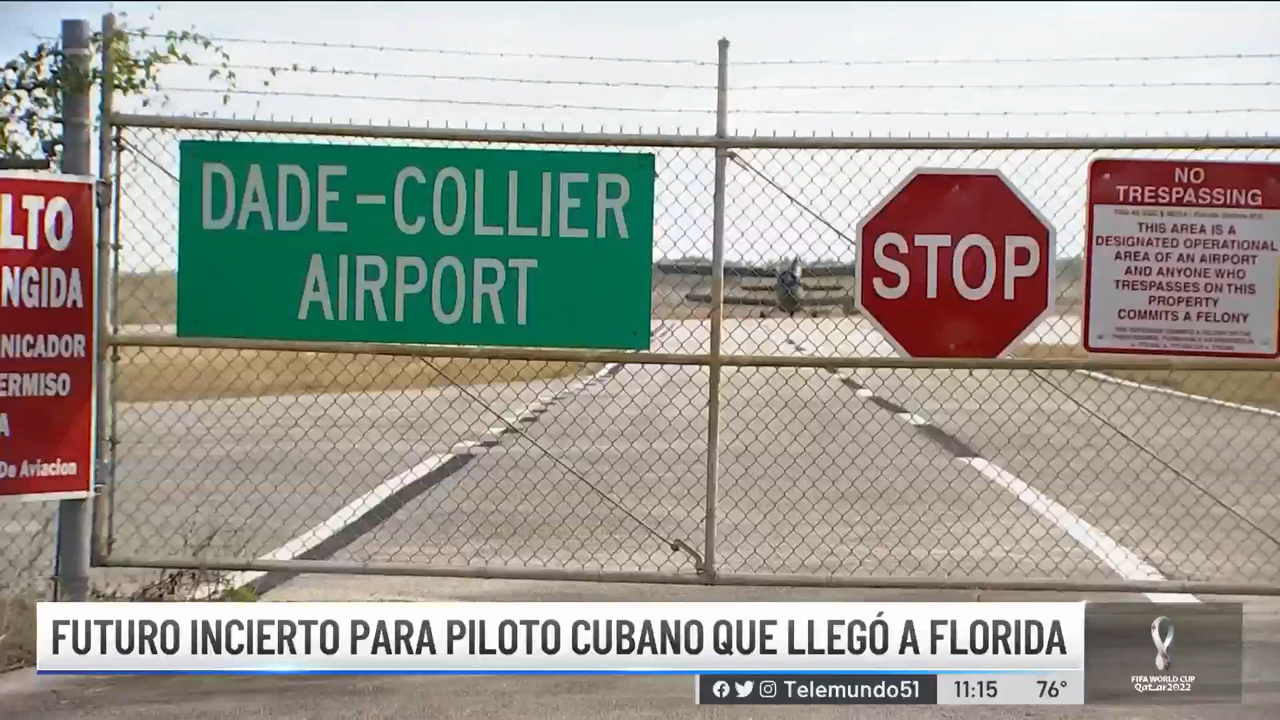 LTO
NGIDA
NICADOR
ERMISO
A
De Aviacion
DADE-COLLIER
AIRPORT
STOP
NO
TRESPASSING
THIS AREA IS A
DESIGNATED OPERATIONAL
AREA OF AN AIRPORT
AND ANYONE WHO
TRESPASSES ON THIS
PROPERTY
COMMITS A FELONY
FUTURO INCIERTO PARA PILOTO CUBANO QUE LLEGÓ A FLORIDA
FIFA WORLD CUP
Qatar2022
Telemundo51
11:15
76°